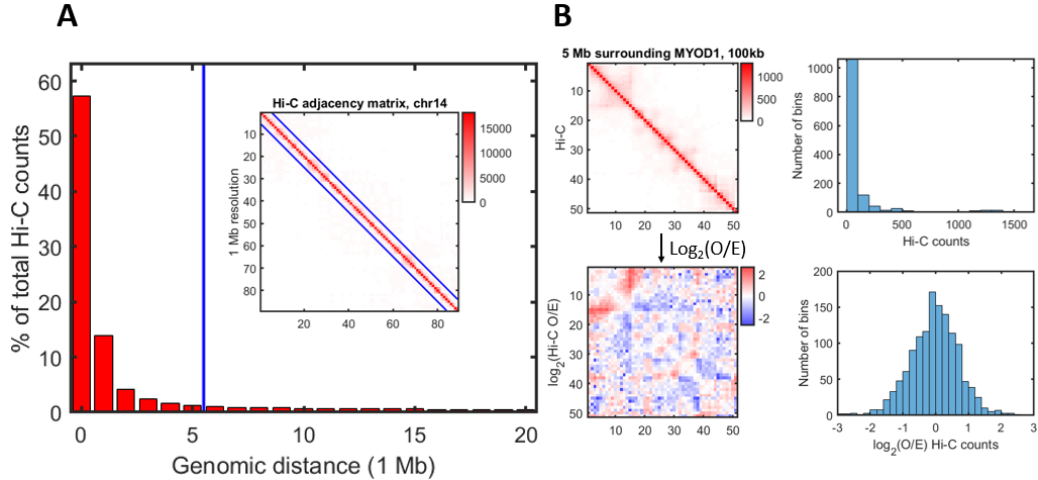 A
% of total Hi-C counts
60
50
40
30
20
10
0
0 5 10 15 20
Genomic distance (1 Mb)
Hi-C adjacency matrix, chr14
1 Mb resolution
10
20
30
40
50
60
70
80
20 40 60 80
15000
10000
5000
0
B
5 Mb surrounding MYOD1, 100kb
Hi-C
10
20
30
40
50
10 20 30 40 50
1000
500
0
Number of bins
1000
800
600
400
200
0
0 500 1000 1500
Hi-C counts
Log₂(O/E)
log₂(Hi-C O/E)
10
20
30
40
50
10 20 30 40 50
2
0
-2
Number of bins
200
150
100
50
0
-3 -2 -1 0 1 2 3
log₂(O/E) Hi-C counts